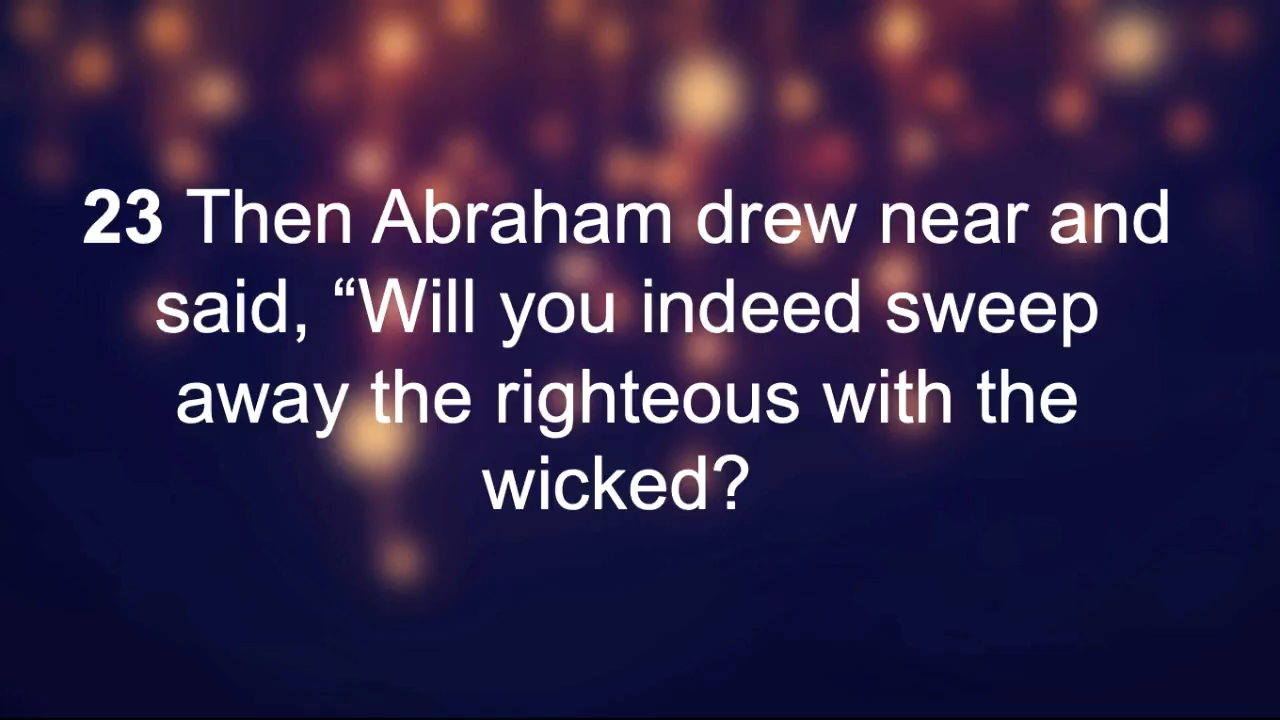 23 Then Abraham drew near and
said, “Will you indeed sweep
away the righteous with the
wicked?